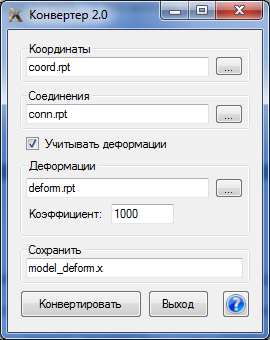 Конвертер 2.0
Координаты
coord.rpt
...
Соединения
conn.rpt
...
Учитывать деформации
Деформации
deform.rpt
...
Коэффициент: 1000
Сохранить
model_deform.x
Конвертировать Выход ?